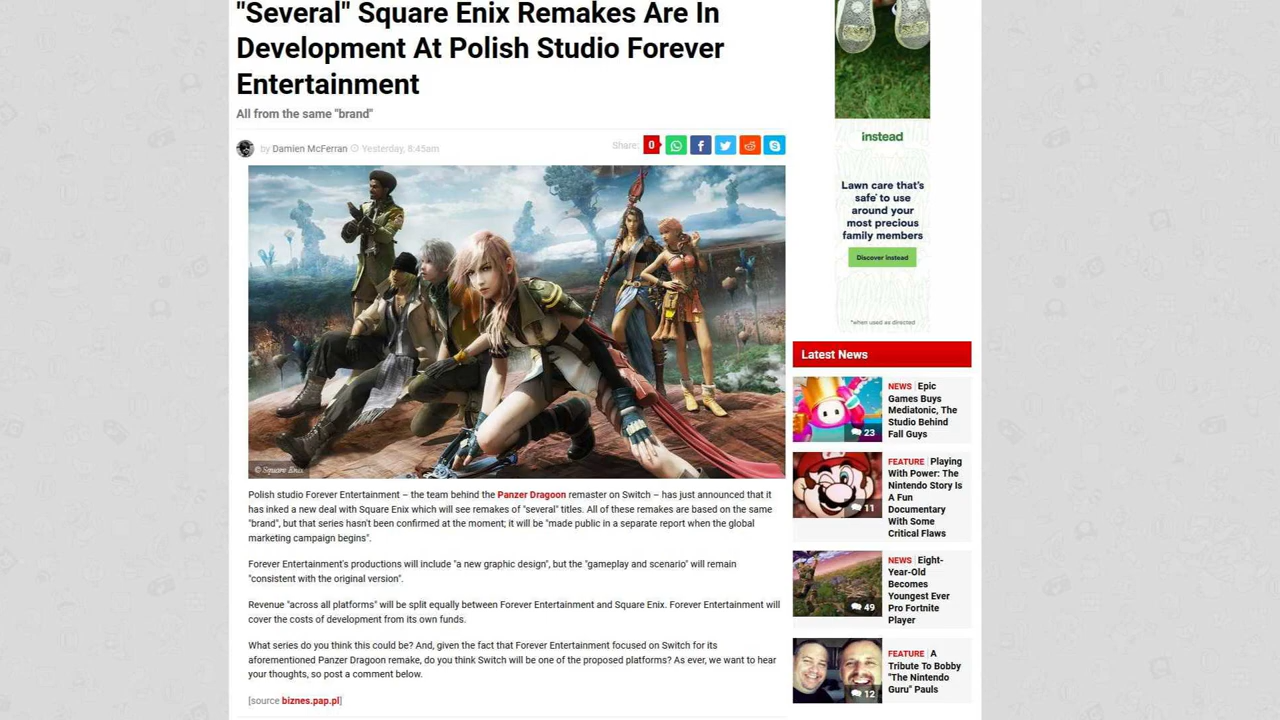 "Several" Square Enix Remakes Are In
Development At Polish Studio Forever
Entertainment
All from the same "brand"
by Damien McFerran Yesterday, 8:45am
Share: 0
© Square Enix
Polish studio Forever Entertainment – the team behind the Panzer Dragoon remaster on Switch – has just announced that it
has inked a new deal with Square Enix which will see remakes of "several" titles. All of these remakes are based on the same
"brand", but that series hasn't been confirmed at the moment; it will be "made public in a separate report when the global
marketing campaign begins".
Forever Entertainment's productions will include "a new graphic design", but the "gameplay and scenario" will remain
"consistent with the original version".
Revenue "across all platforms" will be split equally between Forever Entertainment and Square Enix. Forever Entertainment will
cover the costs of development from its own funds.
What series do you think this could be? And, given the fact that Forever Entertainment focused on Switch for its
aforementioned Panzer Dragoon remake, do you think Switch will be one of the proposed platforms? As ever, we want to hear
your thoughts, so post a comment below.
[source biznes.pap.pl]
instead
Lawn care that's
safe* to use
around your
most precious
family members
Discover instead
*when used as directed
Latest News
23
NEWS Epic
Games Buys
Mediatonic, The
Studio Behind
Fall Guys
11
FEATURE Playing
With Power: The
Nintendo Story Is
A Fun
Documentary
With Some
Critical Flaws
49
NEWS Eight-
Year-Old
Becomes
Youngest Ever
Pro Fortnite
Player
12
FEATURE A
Tribute To Bobby
"The Nintendo
Guru" Pauls